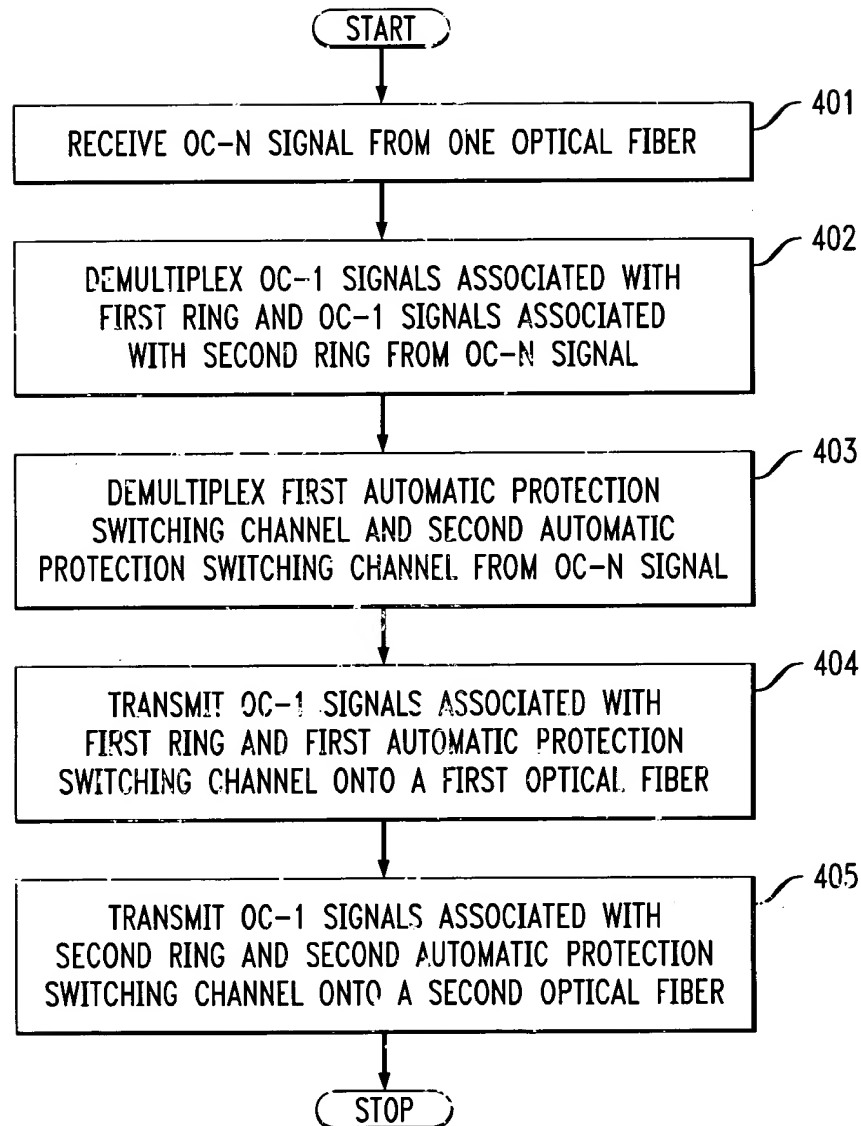 START
401
RECEIVE OC-N SIGNAL FROM ONE OPTICAL FIBER
402
DEMULTIPLEX OC-1 SIGNALS ASSOCIATED WITH
FIRST RING AND OC-1 SIGNALS ASSOCIATED
WITH SECOND RING FROM OC-N SIGNAL
403
DEMULTIPLEX FIRST AUTOMATIC PROTECTION
SWITCHING CHANNEL AND SECOND AUTOMATIC
PROTECTION SWITCHING CHANNEL FROM OC-N SIGNAL
404
TRANSMIT OC-1 SIGNALS ASSOCIATED WITH
FIRST RING AND FIRST AUTOMATIC PROTECTION
SWITCHING CHANNEL ONTO A FIRST OPTICAL FIBER
405
TRANSMIT OC-1 SIGNALS ASSOCIATED WITH
SECOND RING AND SECOND AUTOMATIC PROTECTION
SWITCHING CHANNEL ONTO A SECOND OPTICAL FIBER
STOP